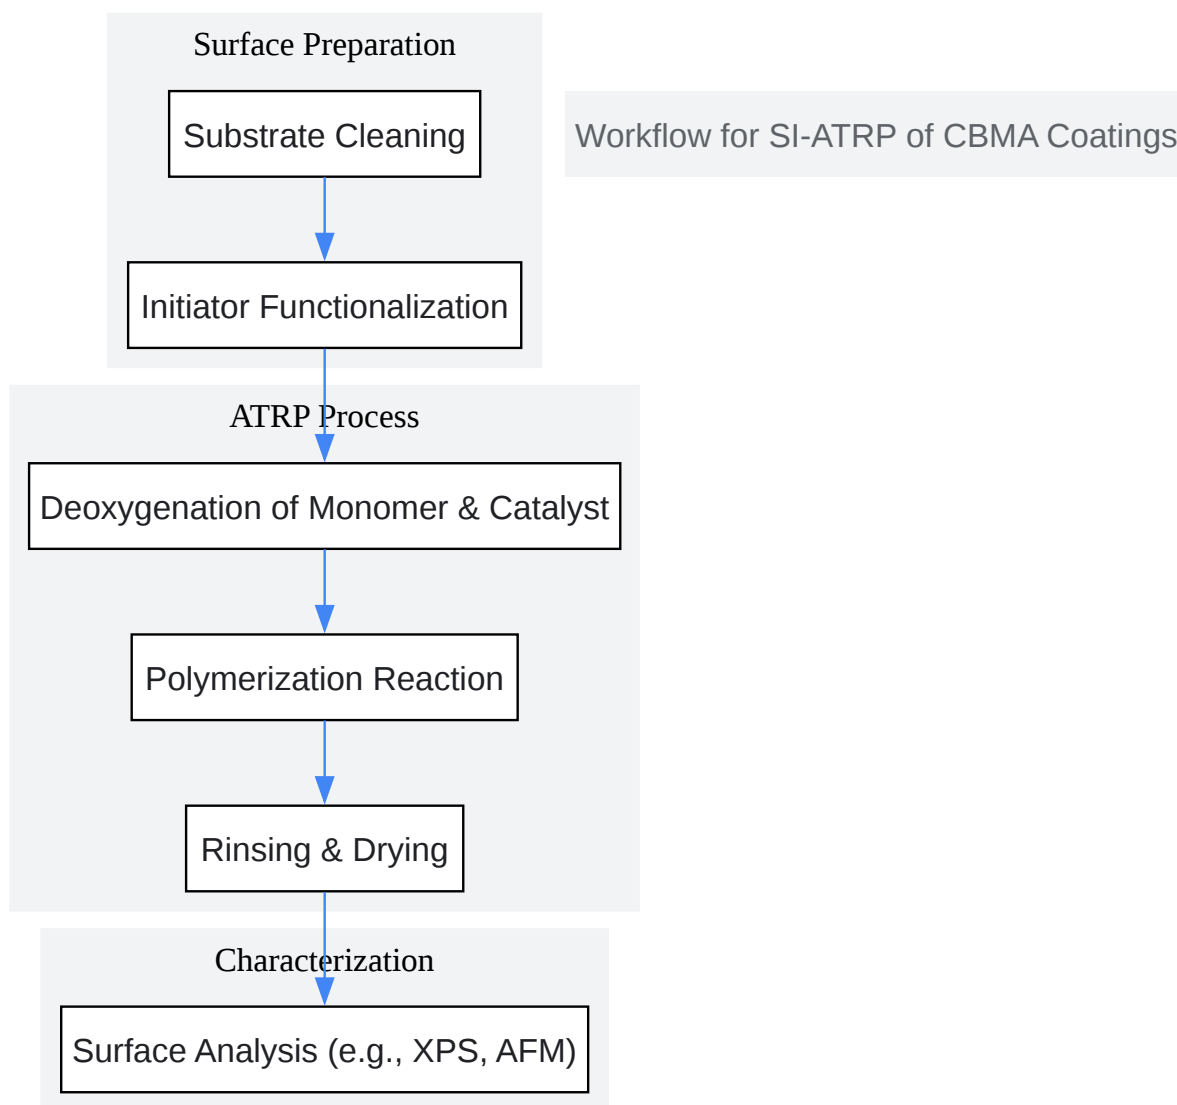 Surface Preparation
Substrate Cleaning
Workflow for SI-ATRP of CBMA Coatings
Initiator Functionalization
ATRP Process
Deoxygenation of Monomer & Catalyst
Polymerization Reaction
Rinsing & Drying
Characterization
Surface Analysis (e.g., XPS, AFM)